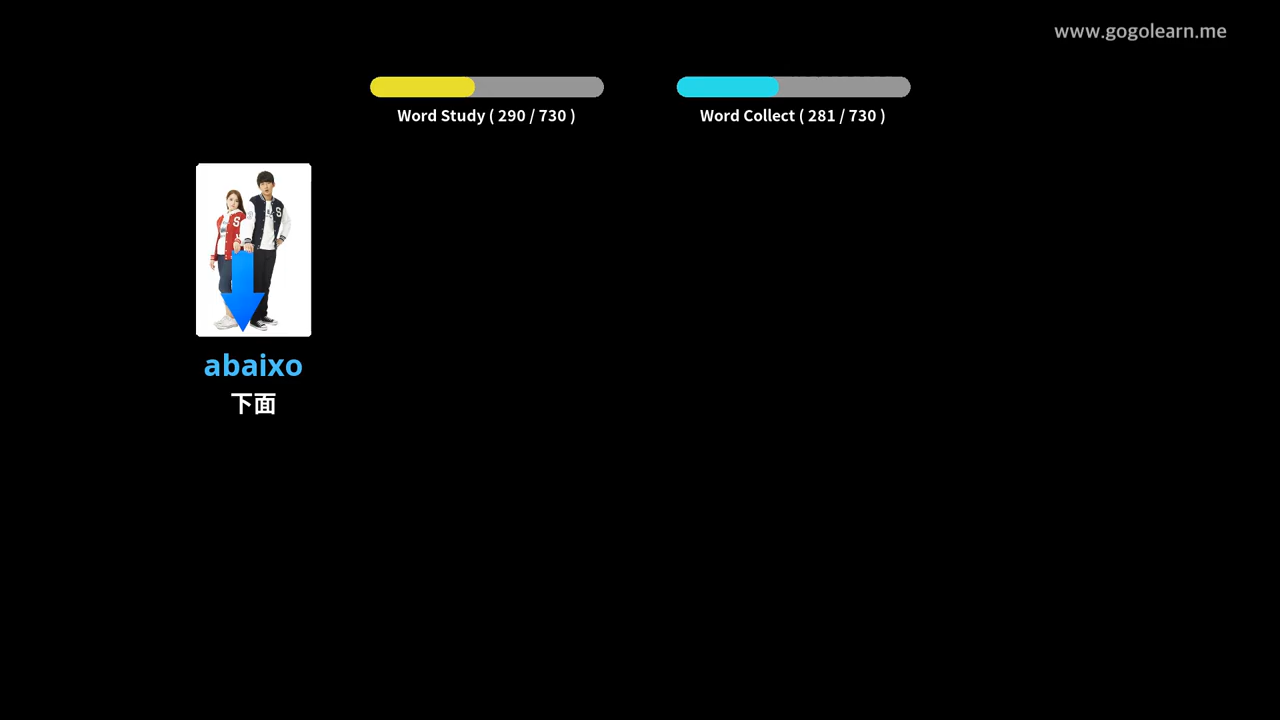 www.gogolearn.me
Word Study ( 290 / 730 )
Word Collect ( 281 / 730 )
S
S
abaixo
下面